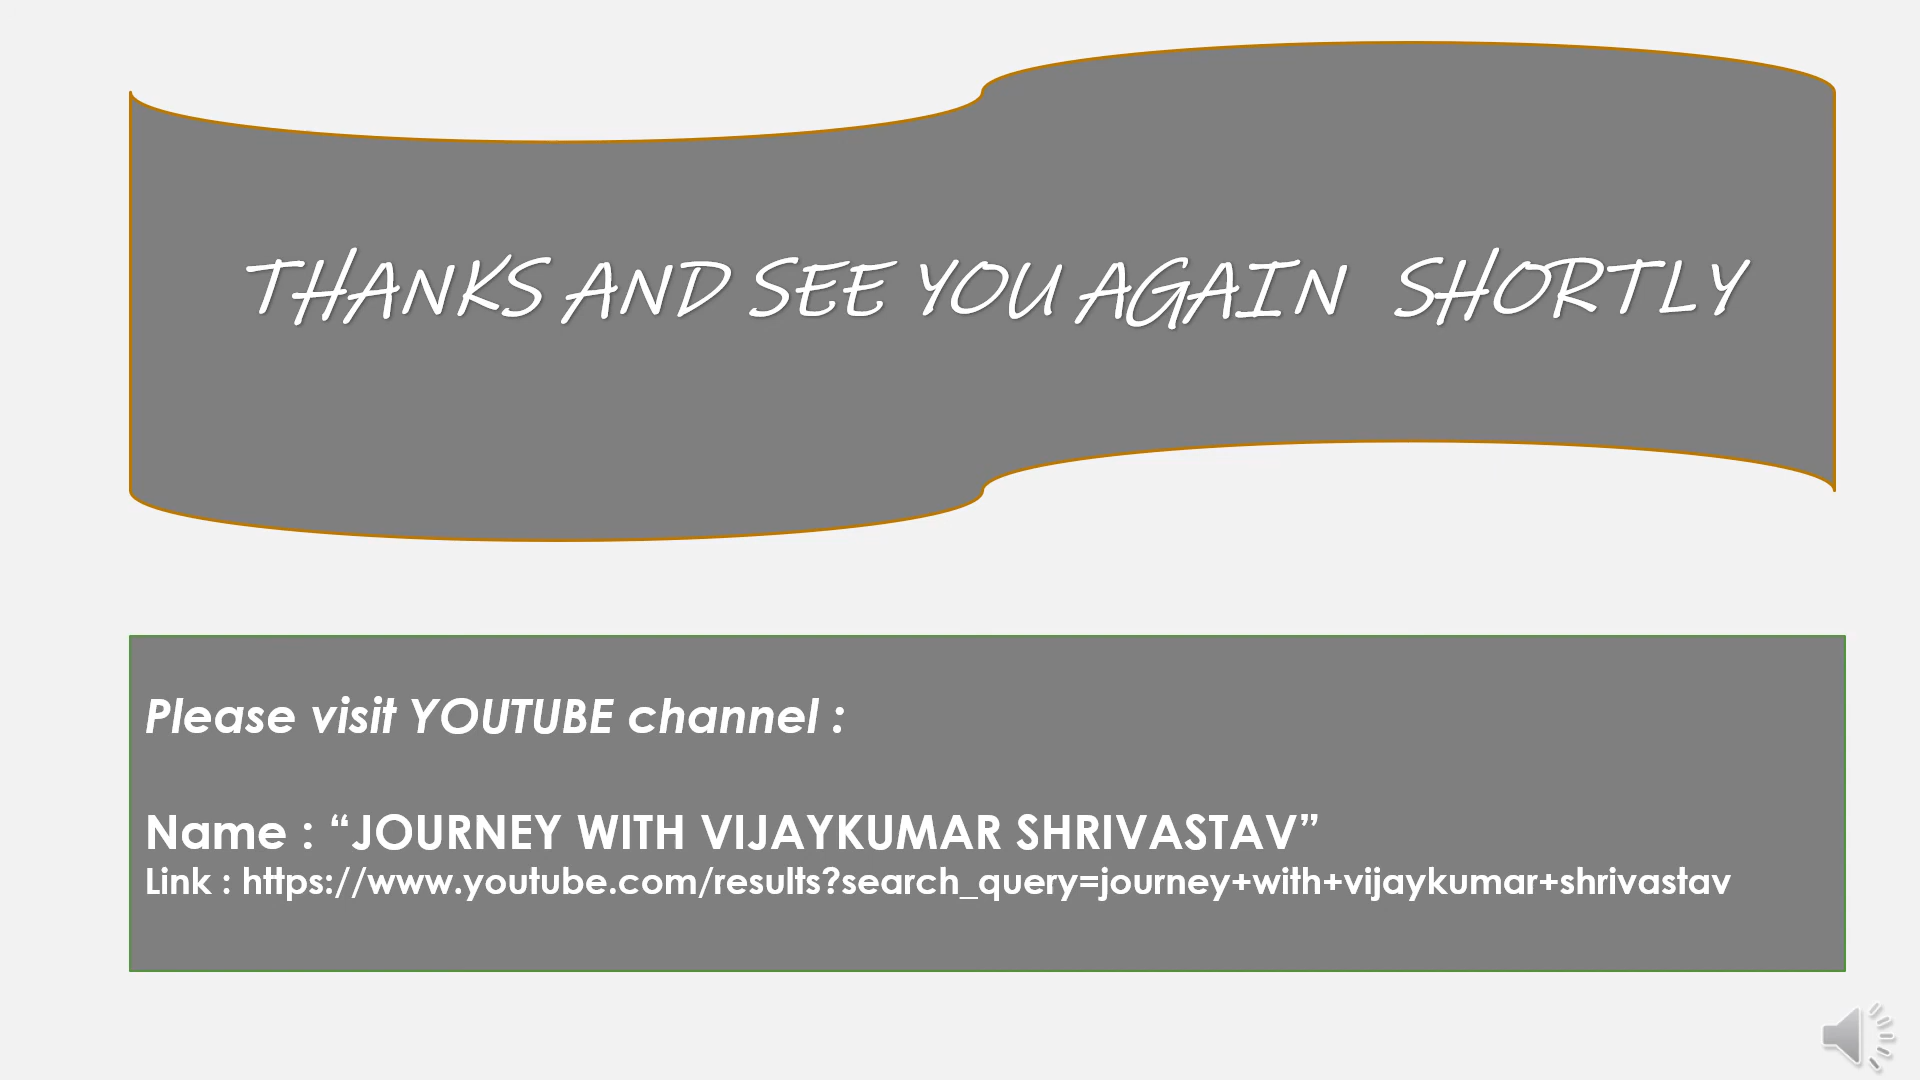 THANKS AND SEE YOU AGAIN SHORTLY
Please visit YOUTUBE channel :
Name : “JOURNEY WITH VIJAYKUMAR SHRIVASTAV”
Link : https://www.youtube.com/results?search_query=journey+with+vijaykumar+shrivastav